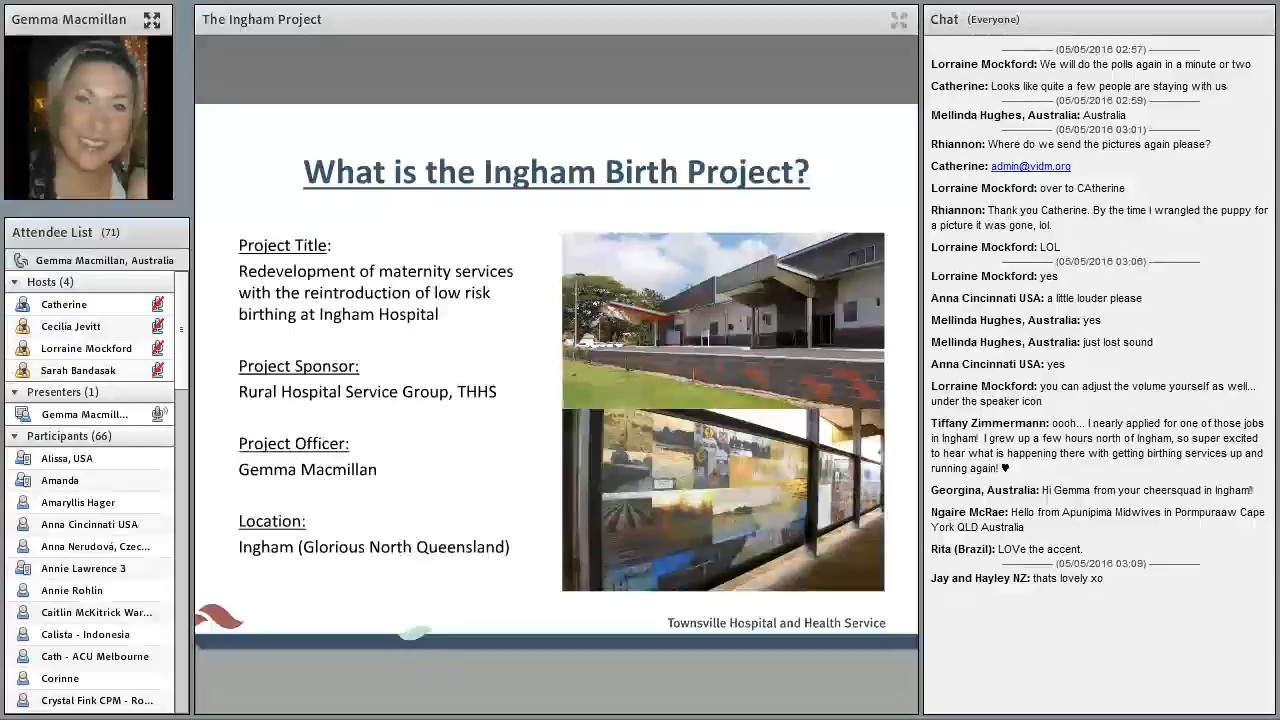 Gemma Macmillan
Attendee List (71)
Gemma Macmillan, Australia
Hosts (4)
Catherine
Cecilia Jevitt
Lorraine Mockford
Sarah Bandasak
Presenters (1)
Gemma Macmill...
Participants (66)
Alissa, USA
Amanda
Amaryllis Hager
Anna Cincinnati USA
Anna Nerudová, Czec...
Annie Lawrence 3
Annie Rohlin
Caitlin McKitrick War...
Calista - Indonesia
Cath - ACU Melbourne
Corinne
Crystal Fink CPM - Ro...
The Ingham Project
What is the Ingham Birth Project?
Project Title:
Redevelopment of maternity services
with the reintroduction of low risk
birthing at Ingham Hospital
Project Sponsor:
Rural Hospital Service Group, THHS
Project Officer:
Gemma Macmillan
Location:
Ingham (Glorious North Queensland)
Townsville Hospital and Health Service
Chat (Everyone)
(05/05/2016 02:57)
Lorraine Mockford: We will do the polls again in a minute or two
Catherine: Looks like quite a few people are staying with us
(05/05/2016 02:59)
Mellinda Hughes, Australia: Australia
(05/05/2016 03:01)
Rhiannon: Where do we send the pictures again please?
Catherine: admin@vidm.org
Lorraine Mockford: over to CAtherine
Rhiannon: Thank you Catherine. By the time I wrangled the puppy for
a picture it was gone, lol.
Lorraine Mockford: LOL
(05/05/2016 03:06)
Lorraine Mockford: yes
Anna Cincinnati USA: a little louder please
Mellinda Hughes, Australia: yes
Mellinda Hughes, Australia: just lost sound
Anna Cincinnati USA: yes
Lorraine Mockford: you can adjust the volume yourself as well...
under the speaker icon
Tiffany Zimmermann: oooh... I nearly applied for one of those jobs
in Ingham! I grew up a few hours north of Ingham, so super excited
to hear what is happening there with getting birthing services up and
running again! ♥
Georgina, Australia: Hi Gemma from your cheersquad in Ingham!!
Ngaire McRae: Hello from Apunipima Midwives in Pormpuraaw Cape
York QLD Australia
Rita (Brazil): LOVe the accent.
(05/05/2016 03:09)
Jay and Hayley NZ: thats lovely xo